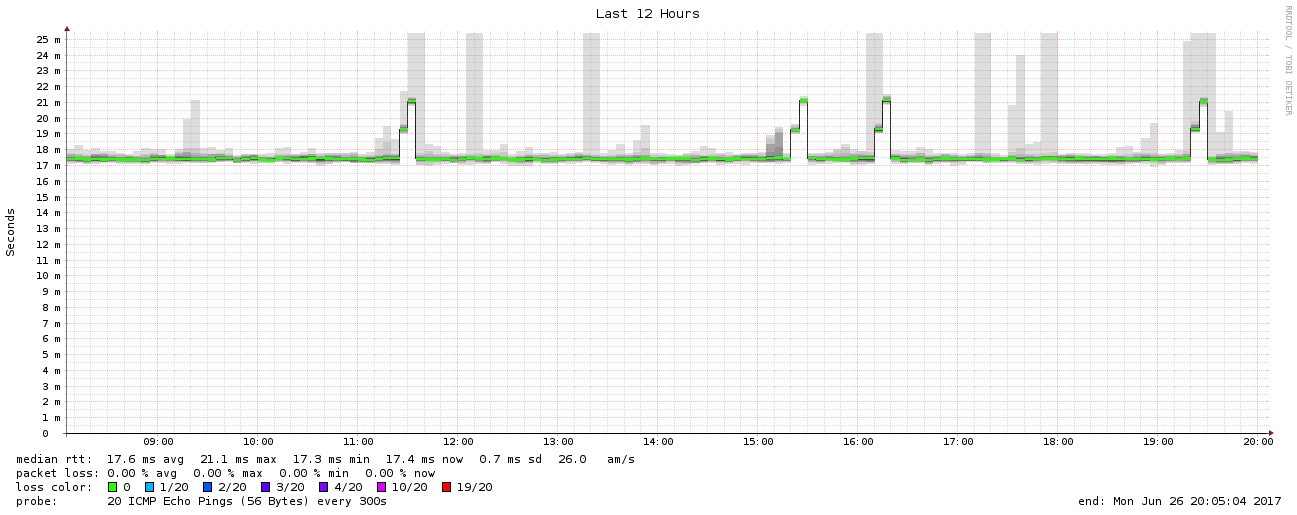 Last 12 Hours
RRDTOOL / TOBI OETIKER
Seconds
25 m
24 m
23 m
22 m
21 m
20 m
19 m
18 m
17 m
16 m
15 m
14 m
13 m
12 m
11 m
10 m
9 m
8 m
7 m
6 m
5 m
4 m
3 m
2 m
1 m
0
09:00 10:00 11:00 12:00 13:00 14:00 15:00 16:00 17:00 18:00 19:00 20:00
median rtt: 17.6 ms avg 21.1 ms max 17.3 ms min 17.4 ms now 0.7 ms sd 26.0 am/s
packet loss: 0.00 % avg 0.00 % max 0.00 % min 0.00 % now
loss color: 0 1/20 2/20 3/20 4/20 10/20 19/20
probe: 20 ICMP Echo Pings (56 Bytes) every 300s end: Mon Jun 26 20:05:04 2017